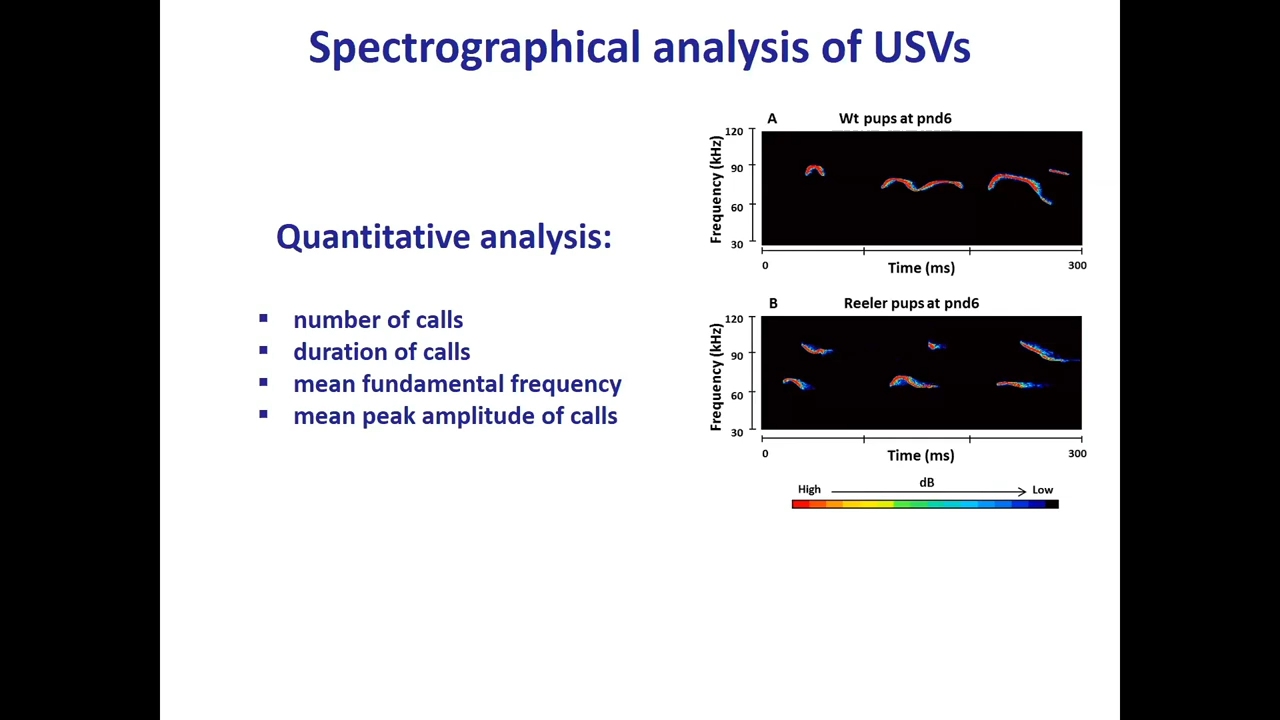 Spectrographical analysis of USVs
Quantitative analysis:
▪ number of calls
▪ duration of calls
▪ mean fundamental frequency
▪ mean peak amplitude of calls
A
Wt pups at pnd6
Frequency (kHz)
120
90
60
30
0
300
Time (ms)
B
Reeler pups at pnd6
Frequency (kHz)
120
90
60
30
0
300
Time (ms)
dB
High
Low